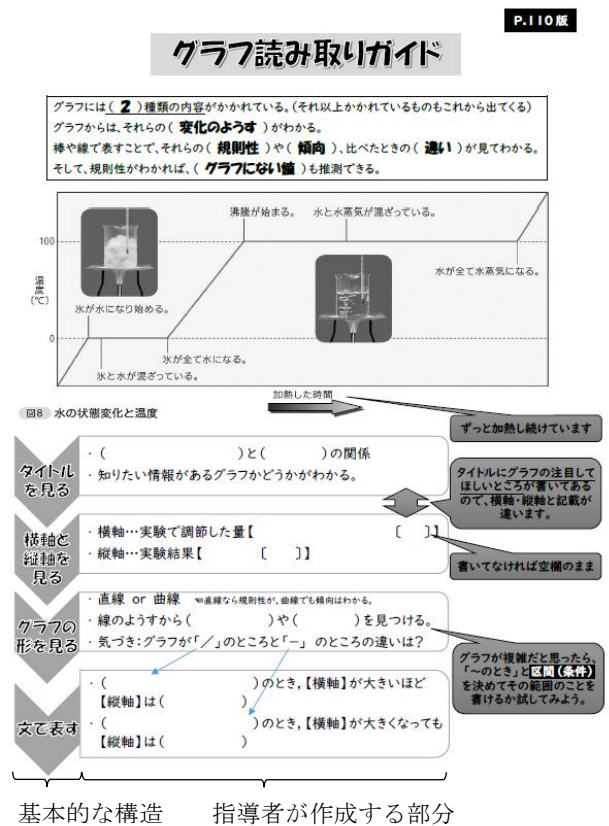 P.110版
グラフ読み取りガイド
グラフには( 2 )種類の内容がかかれている。(それ以上かかれているものもこれから出てくる)
グラフからは、それらの( 変化のようす )がわかる。
棒や線で表すことで、それらの( 規則性 )や( 傾向 )、比べたときの( 違い )が見てわかる。
そして、規則性がわかれば、( グラフにない値 )も推測できる。
沸騰が始まる。
水と水蒸気が混ざっている。
100
水が全て水蒸気になる。
温度
(℃)
氷が水になり始める。
0
氷が全て水になる。
氷と水が混ざっている。
加熱した時間
図8 水の状態変化と温度
ずっと加熱し続けています
タイトル
を見る
・( )と( )の関係
・知りたい情報があるグラフかどうかがわかる。
タイトルにグラフの注目して
ほしいところが書いてある
ので、横軸・縦軸と記載が
違います。
横軸と
縦軸を
見る
・横軸…実験で調節した量【 〔 〕】
・縦軸…実験結果【 〔 〕】
書いてなければ空欄のまま
グラフの
形を見る
・直線 or 曲線 ☜直線なら規則性が、曲線でも傾向はわかる。
・線のようすから( )や( )を見つける。
・気づき:グラフが「/」のところと「−」のところの違いは?
グラフが複雑だと思ったら、
「~のとき」と区間(条件)
を決めてその範囲のことを
書けるか試してみよう。
文で表す
・( )のとき,【横軸】が大きいほど
【縦軸】は( )
・( )のとき,【横軸】が大きくなっても
【縦軸】は( )
基本的な構造
指導者が作成する部分